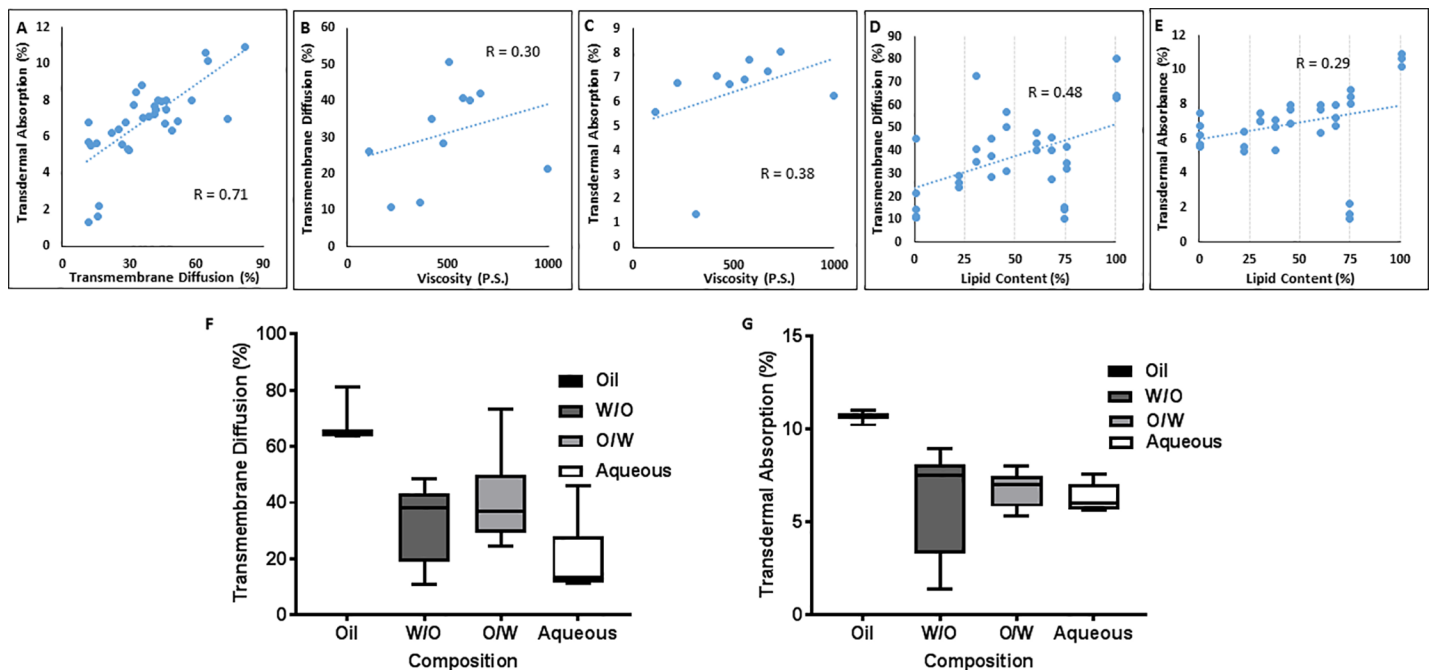 A
Transdermal Absorption (%)
12
10
8
6
4
2
0
R = 0.71
0
30
60
90
Transmembrane Diffusion (%)
B
Transmembrane Diffusion (%)
60
50
40
30
20
10
0
R = 0.30
0
500
1000
Viscosity (P.S.)
C
Transdermal Absorption (%)
9
8
7
6
5
4
3
2
1
0
R = 0.38
0
500
1000
Viscosity (P.S.)
D
Transmembrane Diffusion (%)
90
80
70
60
50
40
30
20
10
0
R = 0.48
0
25
50
75
100
Lipid Content (%)
E
Transdermal Absorbance (%)
12
10
8
6
4
2
0
R = 0.29
0
25
50
75
100
Lipid Content (%)
F
Transmembrane Diffusion (%)
100
80
60
40
20
0
Oil
W/O
O/W
Aqueous
Oil
W/O
O/W
Aqueous
Composition
G
Transdermal Absorption (%)
15
10
5
0
Oil
W/O
O/W
Aqueous
Oil
W/O
O/W
Aqueous
Composition